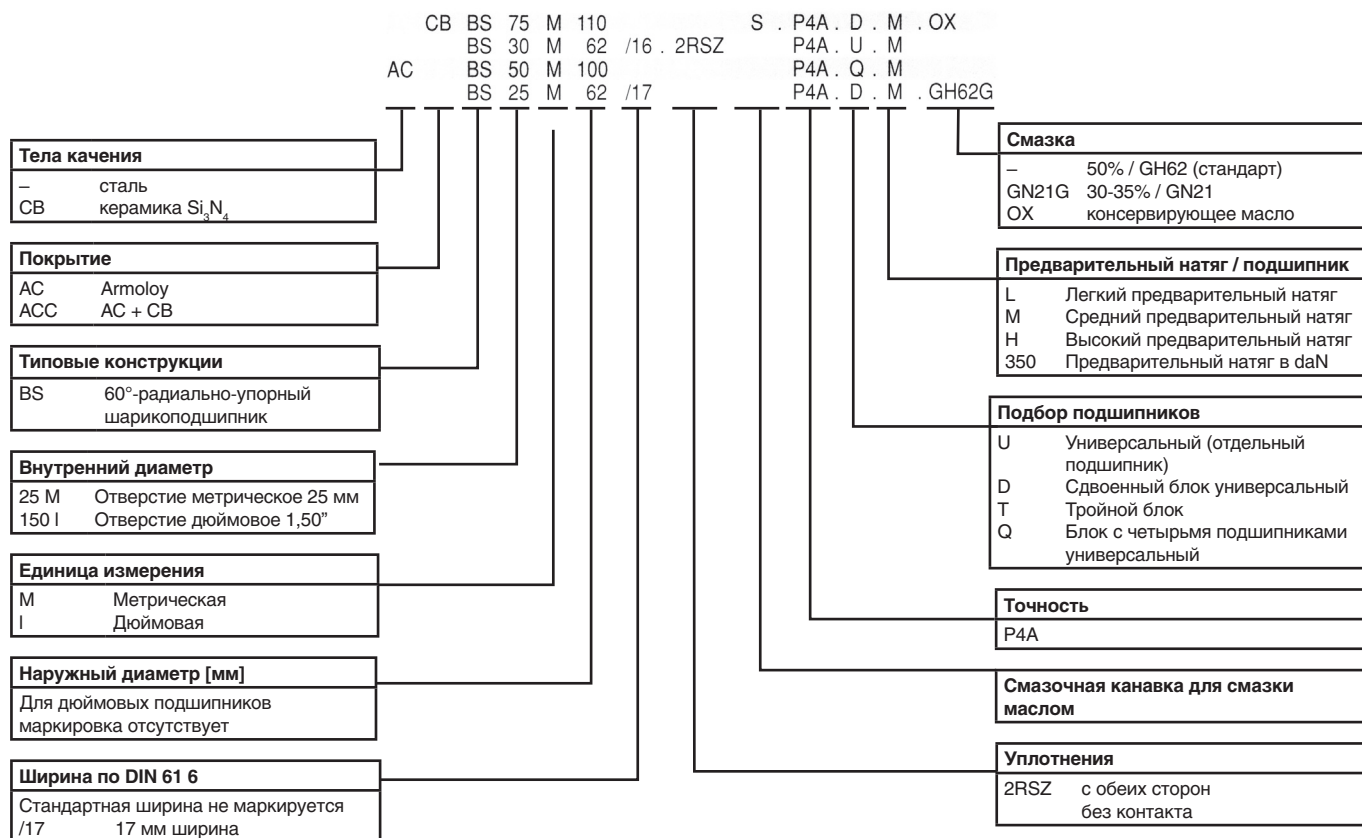 CB BS 75 M 110 S . P4A . D . M . OX
BS 30 M 62 /16 . 2RSZ P4A . U . M
AC BS 50 M 100 P4A . Q . M
BS 25 M 62 /17 P4A . D . M . GH62G
Тела качения
– сталь
CB керамика Si3N4
Покрытие
AC Armoloy
ACC AC + CB
Типовые конструкции
BS 60°-радиально-упорный
шарикоподшипник
Внутренний диаметр
25 M Отверстие метрическое 25 мм
150 I Отверстие дюймовое 1,50”
Единица измерения
M Метрическая
I Дюймовая
Наружный диаметр [мм]
Для дюймовых подшипников
маркировка отсутствует
Ширина по DIN 61 6
Стандартная ширина не маркируется
/17 17 мм ширина
Смазка
– 50% / GH62 (стандарт)
GN21G 30-35% / GN21
OX консервирующее масло
Предварительный натяг / подшипник
L Легкий предварительный натяг
M Средний предварительный натяг
H Высокий предварительный натяг
350 Предварительный натяг в daN
Подбор подшипников
U Универсальный (отдельный
подшипник)
D Сдвоенный блок универсальный
T Тройной блок
Q Блок с четырьмя подшипниками
универсальный
Точность
P4A
Смазочная канавка для смазки
маслом
Уплотнения
2RSZ с обеих сторон
без контакта